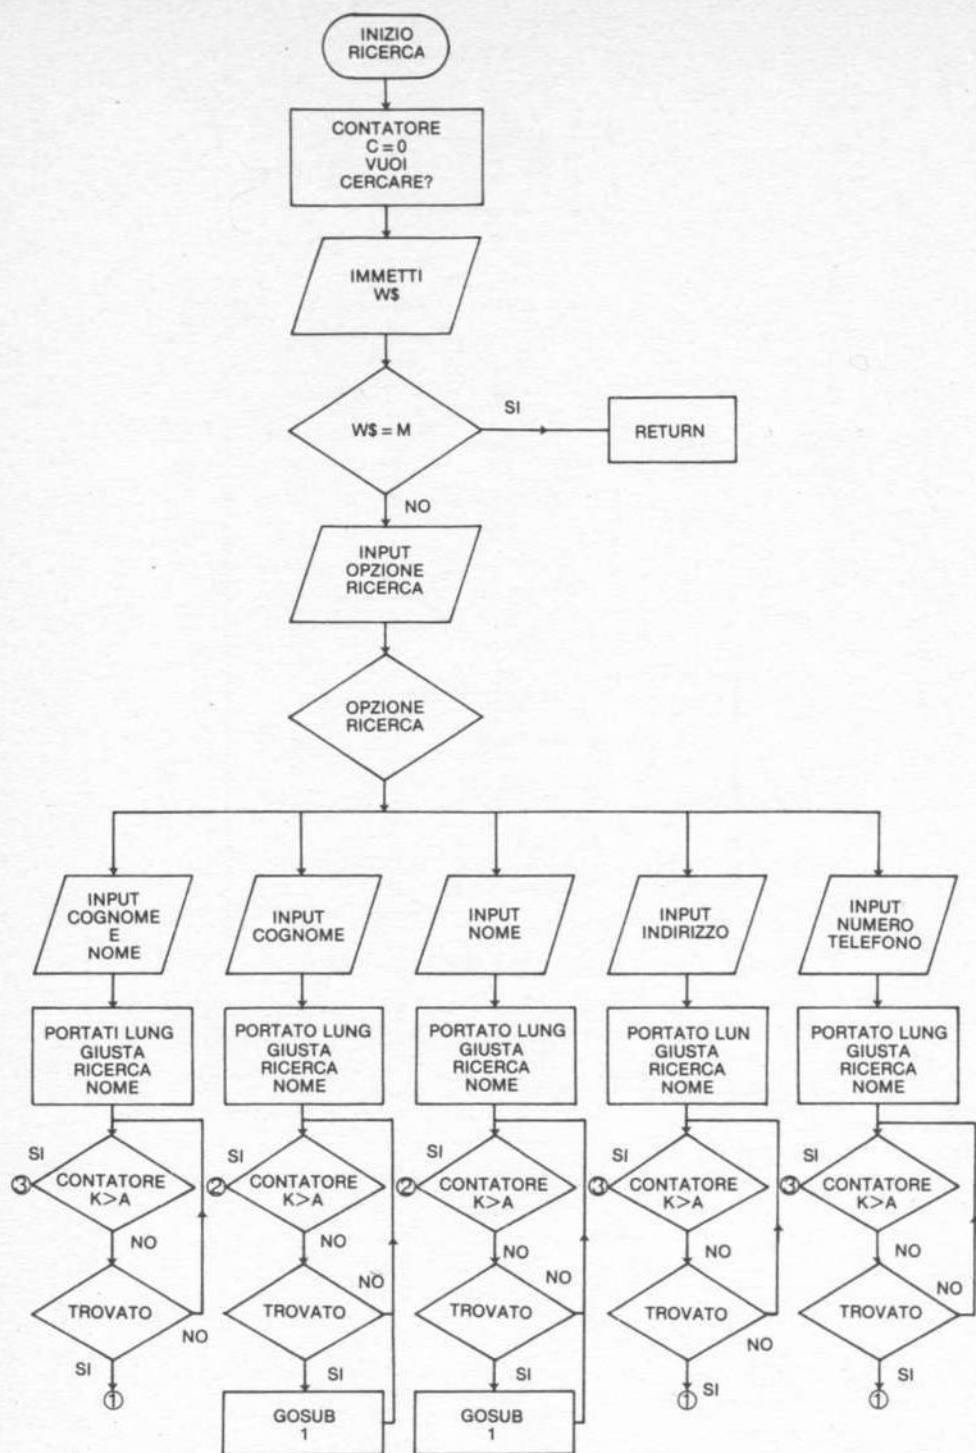 INIZIO
RICERCA
CONTATORE
C = 0
VUOI
CERCARE?
IMMETTI
W$
W$ = M
SI
RETURN
NO
INPUT
OPZIONE
RICERCA
OPZIONE
RICERCA
INPUT
COGNOME
E
NOME
INPUT
COGNOME
INPUT
NOME
INPUT
INDIRIZZO
INPUT
NUMERO
TELEFONO
PORTATI LUNG
GIUSTA
RICERCA
NOME
PORTATO LUNG
GIUSTA
RICERCA
NOME
PORTATO LUNG
GIUSTA
RICERCA
NOME
PORTATO LUN
GIUSTA
RICERCA
NOME
PORTATO LUNG
GIUSTA
RICERCA
NOME
SI
3
CONTATORE
K>A
NO
SI
2
CONTATORE
K>A
NO
SI
2
CONTATORE
K>A
NO
SI
3
CONTATORE
K>A
NO
SI
3
CONTATORE
K>A
NO
TROVATO
NO
SI
1
TROVATO
NO
SI
GOSUB
1
TROVATO
NO
SI
GOSUB
1
TROVATO
NO
SI
1
TROVATO
NO
SI
1